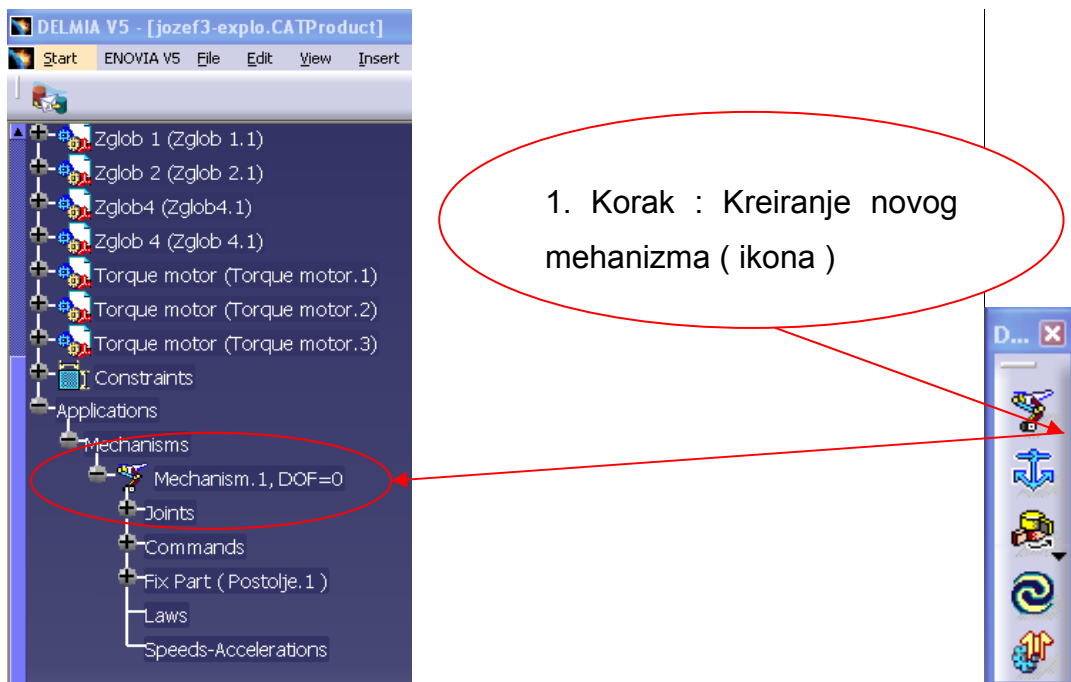 DELMIA V5 - [jozef3-explo.CATProduct]
Start ENOVIA V5 File Edit View Insert
Zglob 1 (Zglob 1.1)
Zglob 2 (Zglob 2.1)
Zglob4 (Zglob4.1)
Zglob 4 (Zglob 4.1)
Torque motor (Torque motor.1)
Torque motor (Torque motor.2)
Torque motor (Torque motor.3)
Constraints
Applications
Mechanisms
Mechanism.1, DOF=0
Joints
Commands
Fix Part ( Postolje.1 )
Laws
Speeds-Accelerations
1. Korak : Kreiranje novog
mehanizma ( ikona )
D...